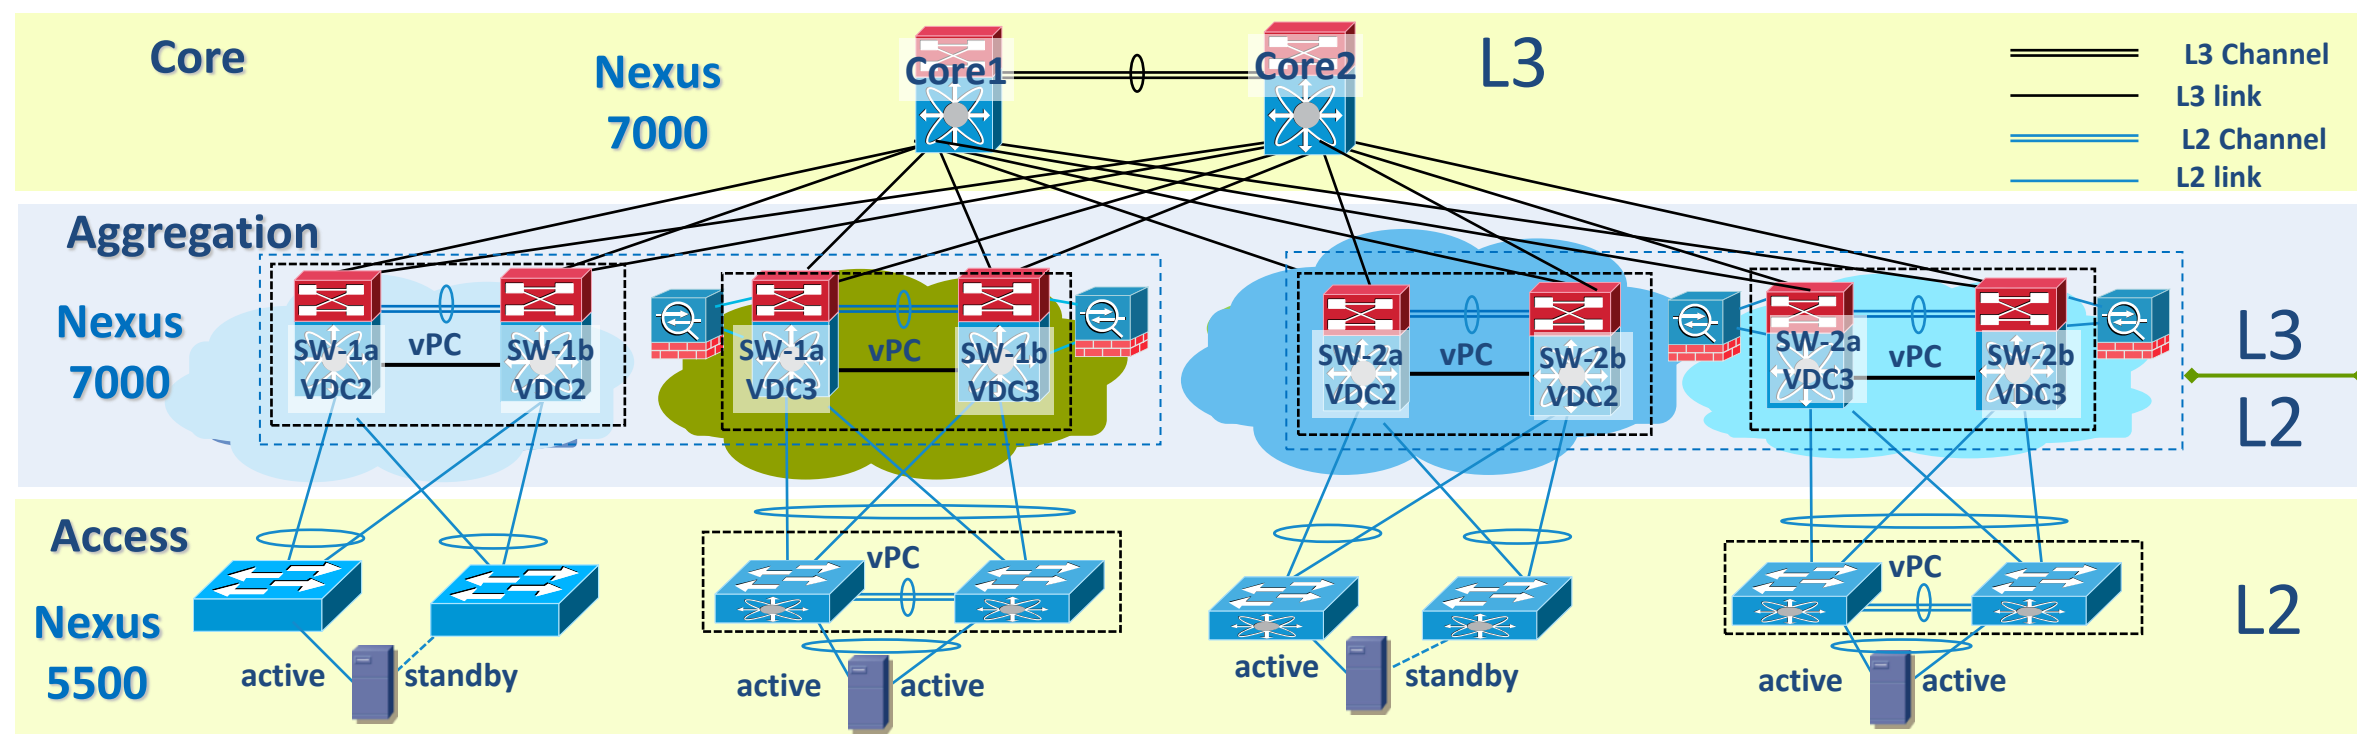 Core
Nexus
7000
Core1
Core2
L3
L3 Channel
L3 link
L2 Channel
L2 link
Aggregation
Nexus
7000
SW-1a
VDC2
vPC
SW-1b
VDC2
SW-1a
VDC3
vPC
SW-1b
VDC3
SW-2a
VDC2
vPC
SW-2b
VDC2
SW-2a
VDC3
vPC
SW-2b
VDC3
L3
L2
Access
Nexus
5500
vPC
vPC
L2
active
standby
active
active
active
standby
active
active